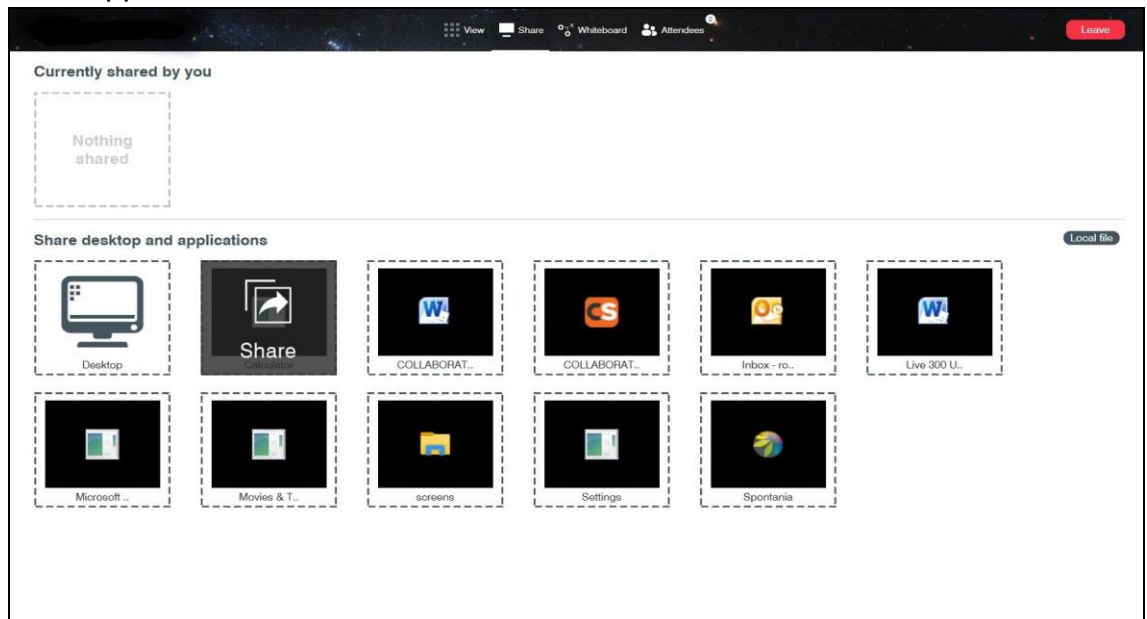 View Share Whiteboard Attendees
Leave
Currently shared by you
Nothing
shared
Share desktop and applications
Local file
Share
Desktop Calculator COLLABORAT.. COLLABORAT.. Inbox - ro.. Live 300 U..
Microsoft .. Movies & T.. screens Settings Spontania